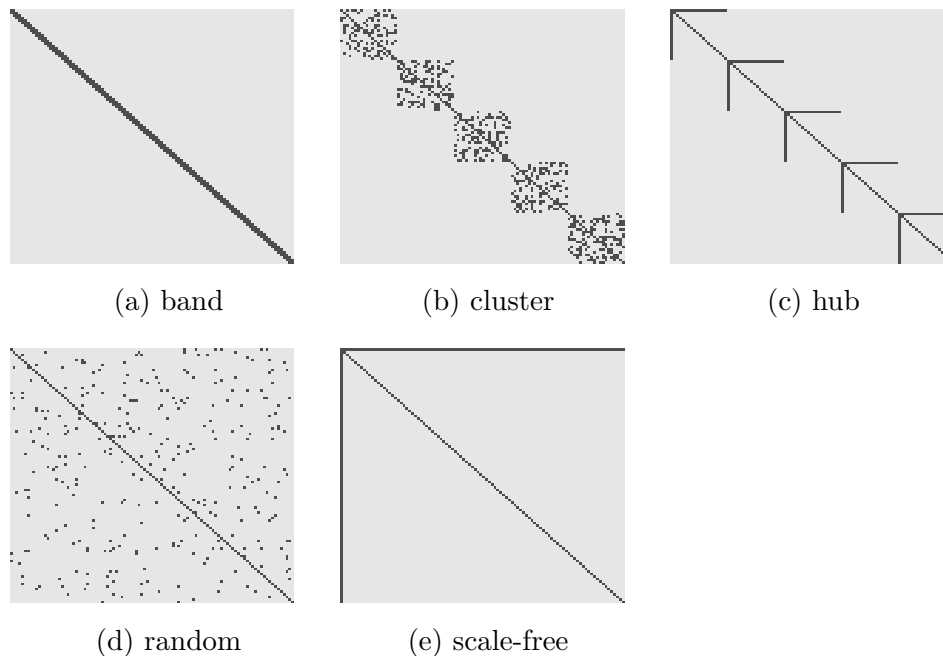 (a) band
(b) cluster
(c) hub
(d) random
(e) scale-free